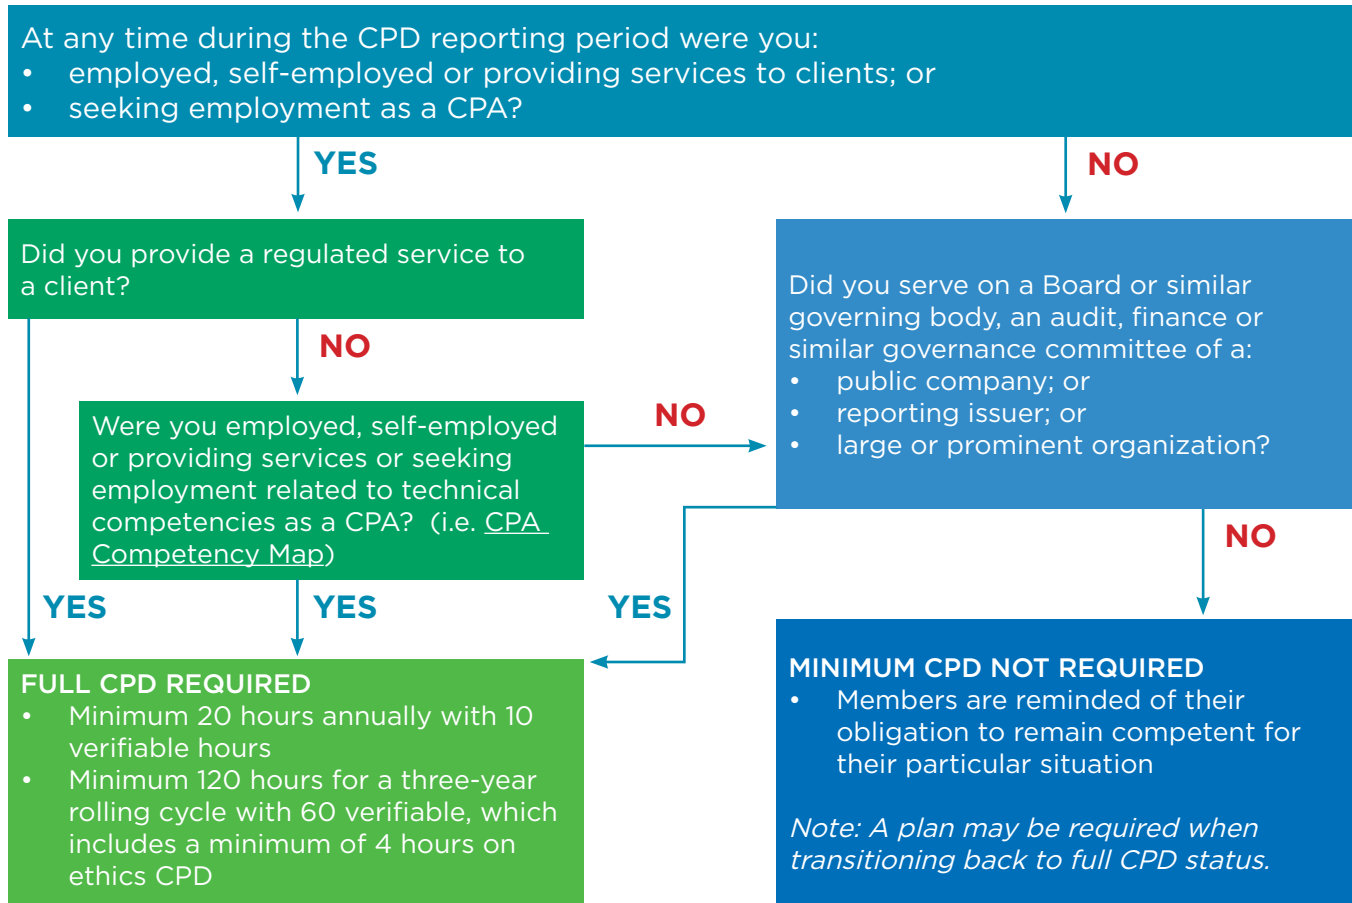 At any time during the CPD reporting period were you:
• employed, self-employed or providing services to clients; or
• seeking employment as a CPA?
YES
NO
Did you provide a regulated service to
a client?
NO
Were you employed, self-employed
or providing services or seeking
employment related to technical
competencies as a CPA? (i.e. CPA
Competency Map)
NO
Did you serve on a Board or similar
governing body, an audit, finance or
similar governance committee of a:
• public company; or
• reporting issuer; or
• large or prominent organization?
YES
YES
YES
NO
FULL CPD REQUIRED
• Minimum 20 hours annually with 10
verifiable hours
• Minimum 120 hours for a three-year
rolling cycle with 60 verifiable, which
includes a minimum of 4 hours on
ethics CPD
MINIMUM CPD NOT REQUIRED
• Members are reminded of their
obligation to remain competent for
their particular situation
Note: A plan may be required when
transitioning back to full CPD status.